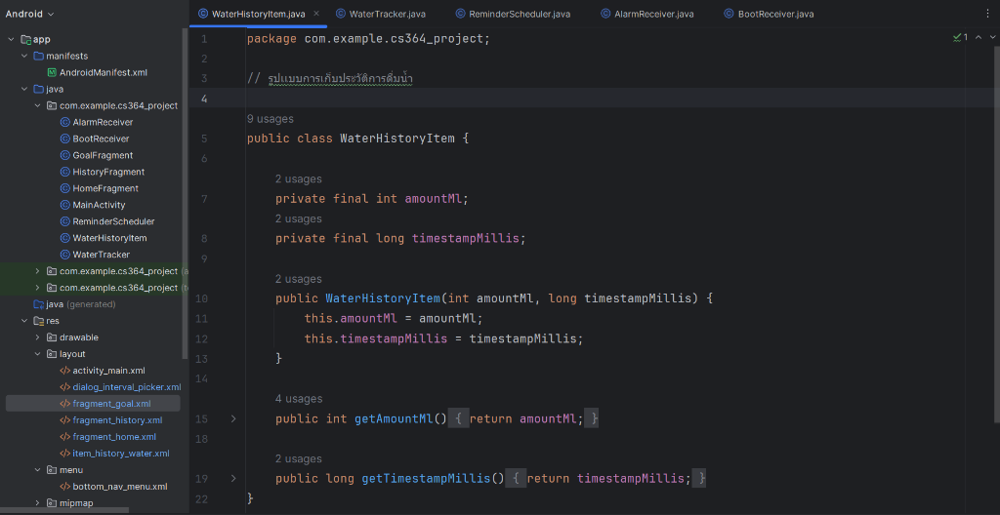 Android
WaterHistoryItem.java
WaterTracker.java
ReminderScheduler.java
AlarmReceiver.java
BootReceiver.java
app
manifests
AndroidManifest.xml
java
com.example.cs364_project
AlarmReceiver
BootReceiver
GoalFragment
HistoryFragment
HomeFragment
MainActivity
ReminderScheduler
WaterHistoryItem
WaterTracker
com.example.cs364_project
com.example.cs364_project
java (generated)
res
drawable
layout
activity_main.xml
dialog_interval_picker.xml
fragment_goal.xml
fragment_history.xml
fragment_home.xml
item_history_water.xml
menu
bottom_nav_menu.xml
mipmap
1
1 package com.example.cs364_project;
2
3 // รูปแบบการเก็บประวัติการดื่มน้ำ
4
9 usages
5 public class WaterHistoryItem {
6
2 usages
7 private final int amountMl;
2 usages
8 private final long timestampMillis;
9
2 usages
10 public WaterHistoryItem(int amountMl, long timestampMillis) {
11 this.amountMl = amountMl;
12 this.timestampMillis = timestampMillis;
13 }
14
4 usages
15 public int getAmountMl() { return amountMl; }
18
2 usages
19 public long getTimestampMillis() { return timestampMillis; }
22 }